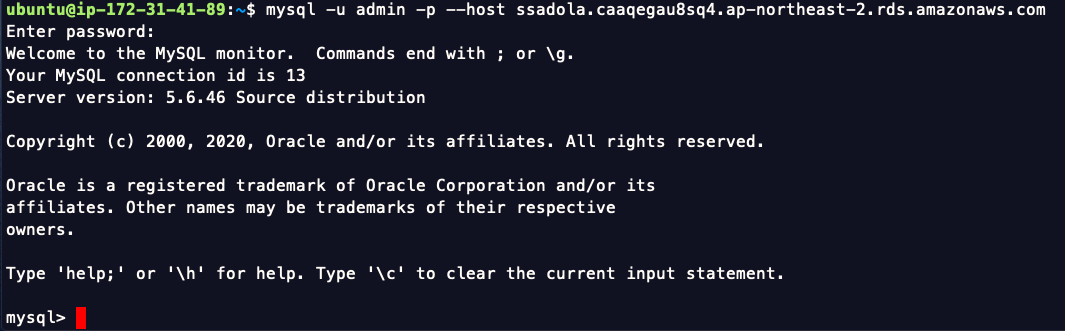 ubuntu@ip-172-31-41-89:~$ mysql -u admin -p --host ssadola.caaqegau8sq4.ap-northeast-2.rds.amazonaws.com
Enter password:
Welcome to the MySQL monitor.  Commands end with ; or \g.
Your MySQL connection id is 13
Server version: 5.6.46 Source distribution

Copyright (c) 2000, 2020, Oracle and/or its affiliates. All rights reserved.

Oracle is a registered trademark of Oracle Corporation and/or its
affiliates. Other names may be trademarks of their respective
owners.

Type 'help;' or '\h' for help. Type '\c' to clear the current input statement.

mysql>